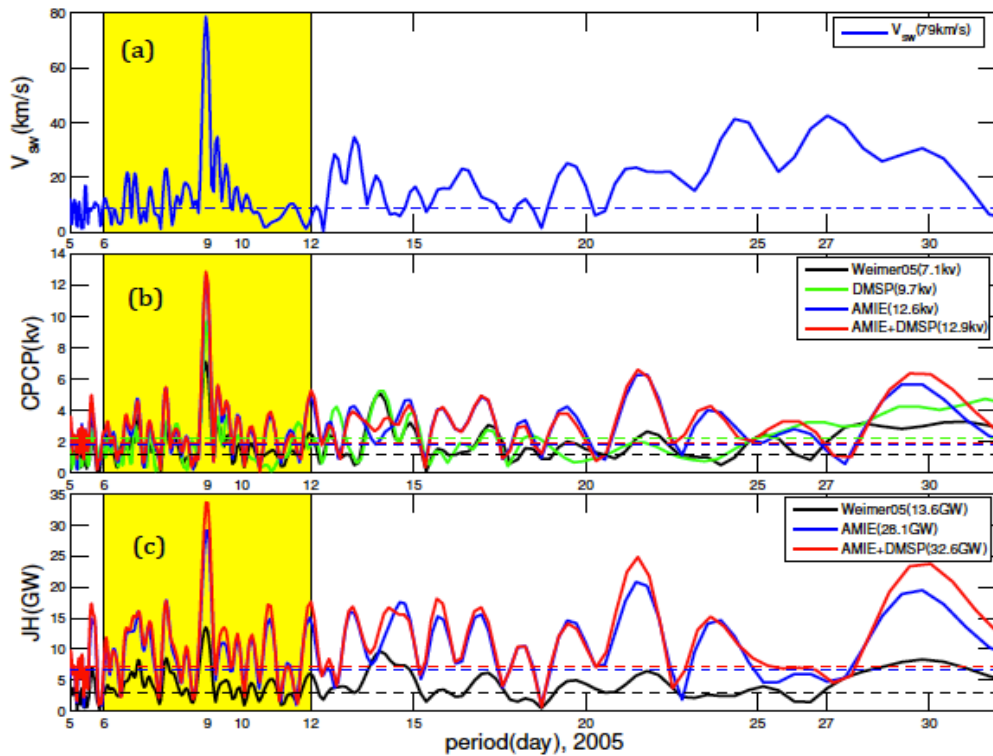 80
60
40
20
0
V_sw(km/s)
(a)
V_sw(79km/s)
5 6 9 10 12 15 20 25 27 30
14
12
10
8
6
4
2
0
CPCP(kv)
(b)
Weimer05(7.1kv)
DMSP(9.7kv)
AMIE(12.6kv)
AMIE+DMSP(12.9kv)
5 6 9 10 12 15 20 25 27 30
35
30
25
20
15
10
5
0
JH(GW)
(c)
Weimer05(13.6GW)
AMIE(28.1GW)
AMIE+DMSP(32.6GW)
5 6 9 10 12 15 20 25 27 30
period(day), 2005